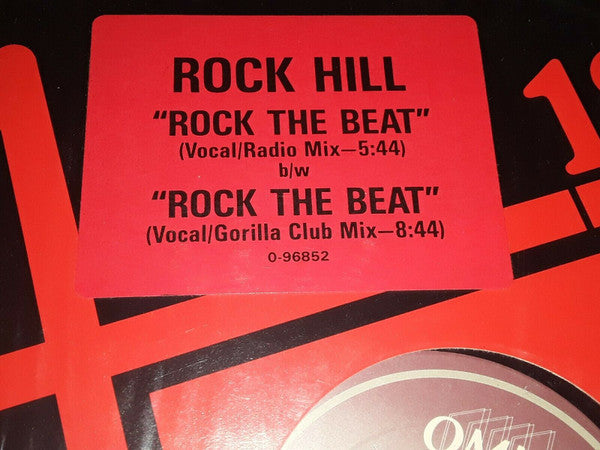 ROCK HILL
"ROCK THE BEAT"
(Vocal/Radio Mix—5:44)
b/w
"ROCK THE BEAT"
(Vocal/Gorilla Club Mix—8:44)
0-96852